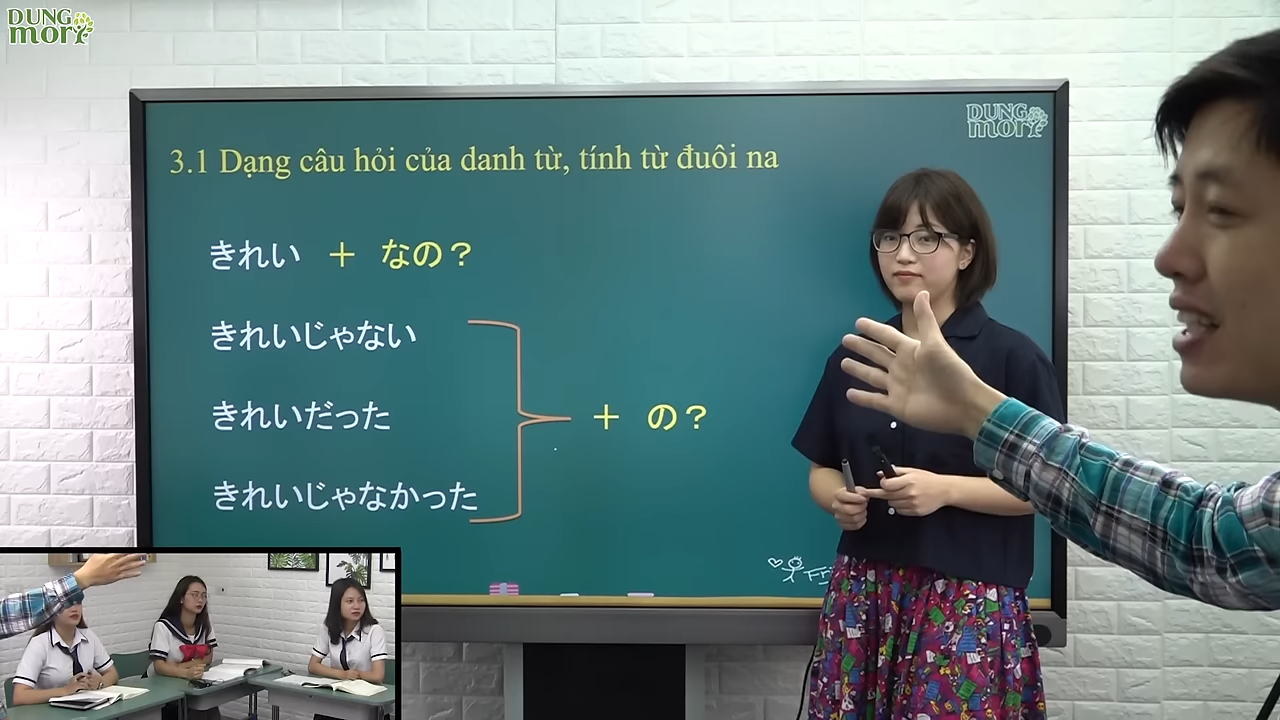 DUNG
mori
DUNG
mori
3.1 Dạng câu hỏi của danh từ, tính từ đuôi na
きれい + なの？
きれいじゃない
きれいだった
+ の？
きれいじゃなかった